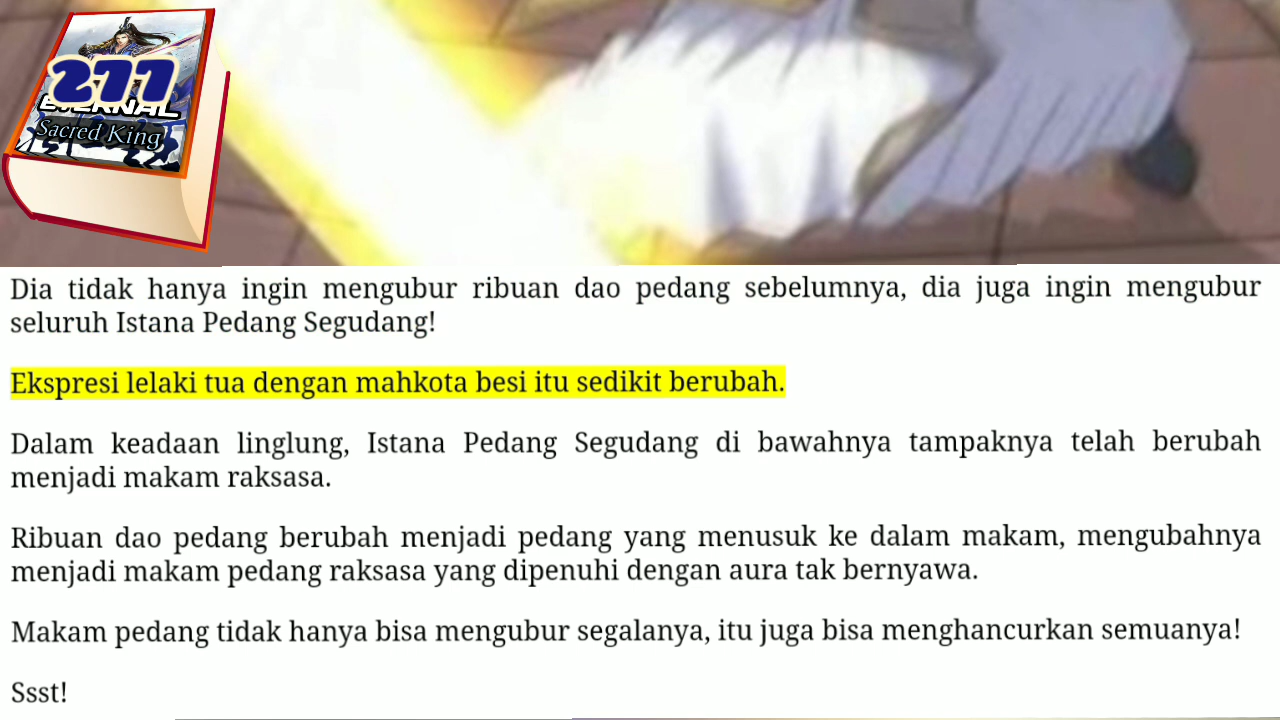 277
ETERNAL
Sacred King
Dia tidak hanya ingin mengubur ribuan dao pedang sebelumnya, dia juga ingin mengubur
seluruh Istana Pedang Segudang!
Ekspresi lelaki tua dengan mahkota besi itu sedikit berubah.
Dalam keadaan linglung, Istana Pedang Segudang di bawahnya tampaknya telah berubah
menjadi makam raksasa.
Ribuan dao pedang berubah menjadi pedang yang menusuk ke dalam makam, mengubahnya
menjadi makam pedang raksasa yang dipenuhi dengan aura tak bernyawa.
Makam pedang tidak hanya bisa mengubur segalanya, itu juga bisa menghancurkan semuanya!
Ssst!